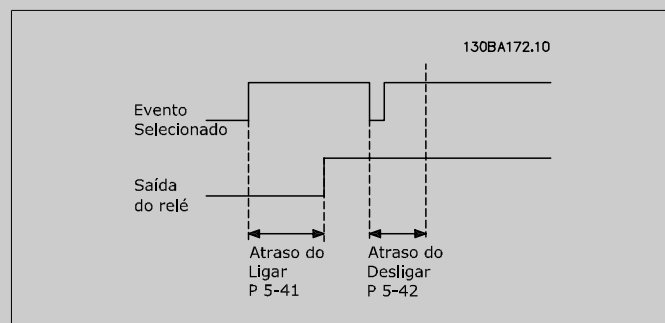 130BA172.10
Evento
Selecionado
Saída
do relé
Atraso do
Ligar
P 5-41
Atraso do
Desligar
P 5-42